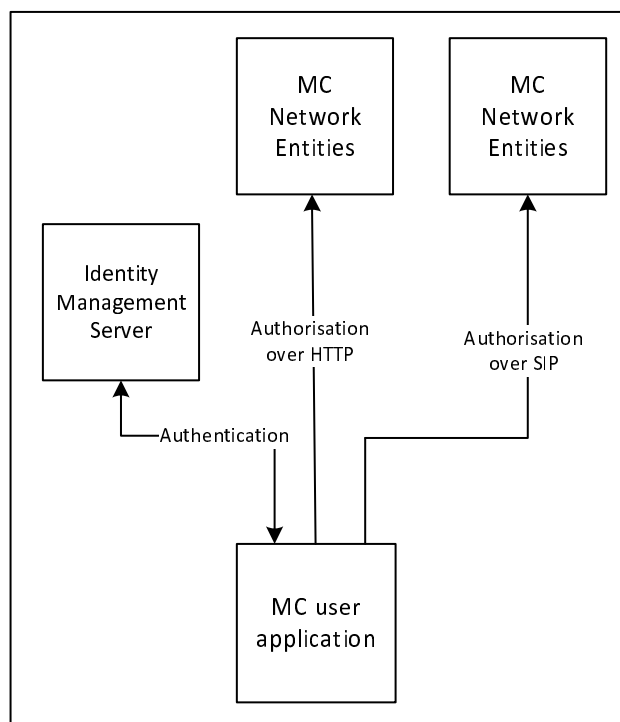 MC
Network
Entities
MC
Network
Entities
Identity
Management
Server
Authorisation
over HTTP
Authorisation
over SIP
Authentication
MC user
application